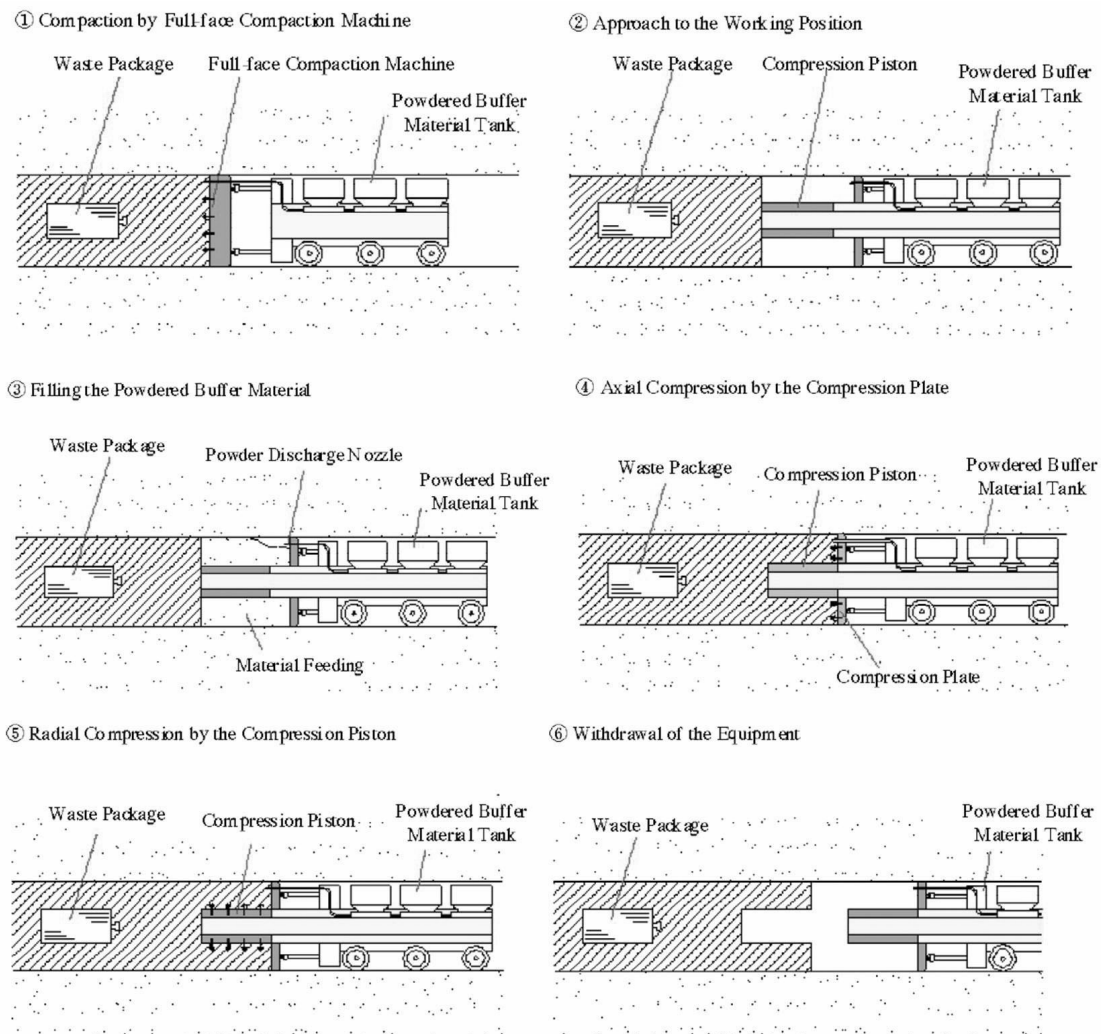 ① Compaction by Full-face Compaction Machine
Waste Package
Full-face Compaction Machine
Powdered Buffer
Material Tank
② Approach to the Working Position
Waste Package
Compression Piston
Powdered Buffer
Material Tank
③ Filling the Powdered Buffer Material
Waste Package
Powder Discharge Nozzle
Powdered Buffer
Material Tank
Material Feeding
④ Axial Compression by the Compression Plate
Waste Package
Compression Piston
Powdered Buffer
Material Tank
Compression Plate
⑤ Radial Compression by the Compression Piston
Waste Package
Compression Piston
Powdered Buffer
Material Tank
⑥ Withdrawal of the Equipment
Waste Package
Powdered Buffer
Material Tank